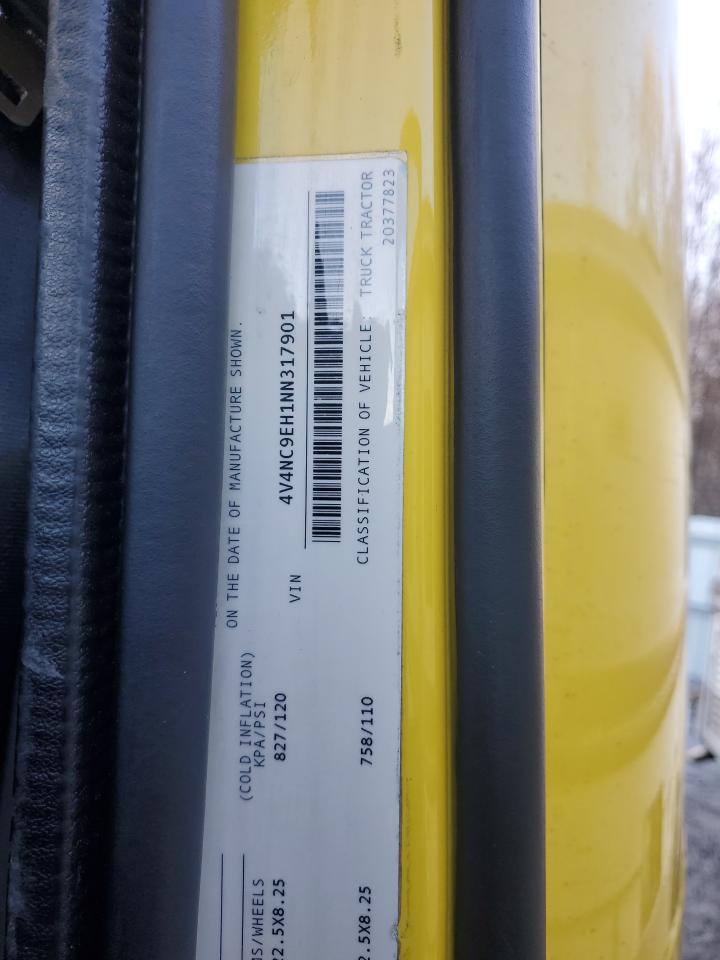 (COLD INFLATION)
KPA/PSI
827/120
758/110
ON THE DATE OF MANUFACTURE SHOWN.
VIN
4V4NC9EH1NN317901
CLASSIFICATION OF VEHICLE: TRUCK TRACTOR
20377823
S/WHEELS
2.5X8.25
2.5X8.25